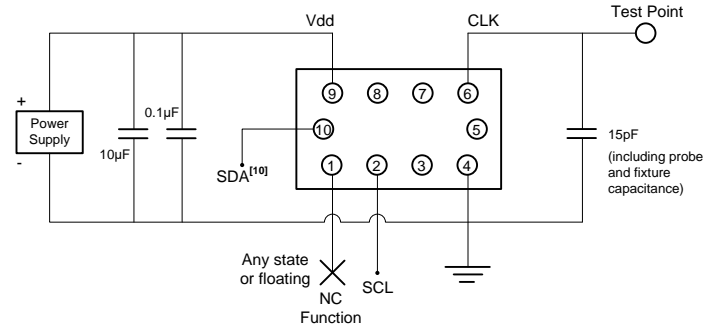 Test Point
Vdd
CLK
9
8
7
6
+
Power
Supply
-
10µF
0.1µF
10
5
15pF
(including probe
and fixture
capacitance)
SDA[10]
1
2
3
4
Any state
or floating
NC
Function
SCL